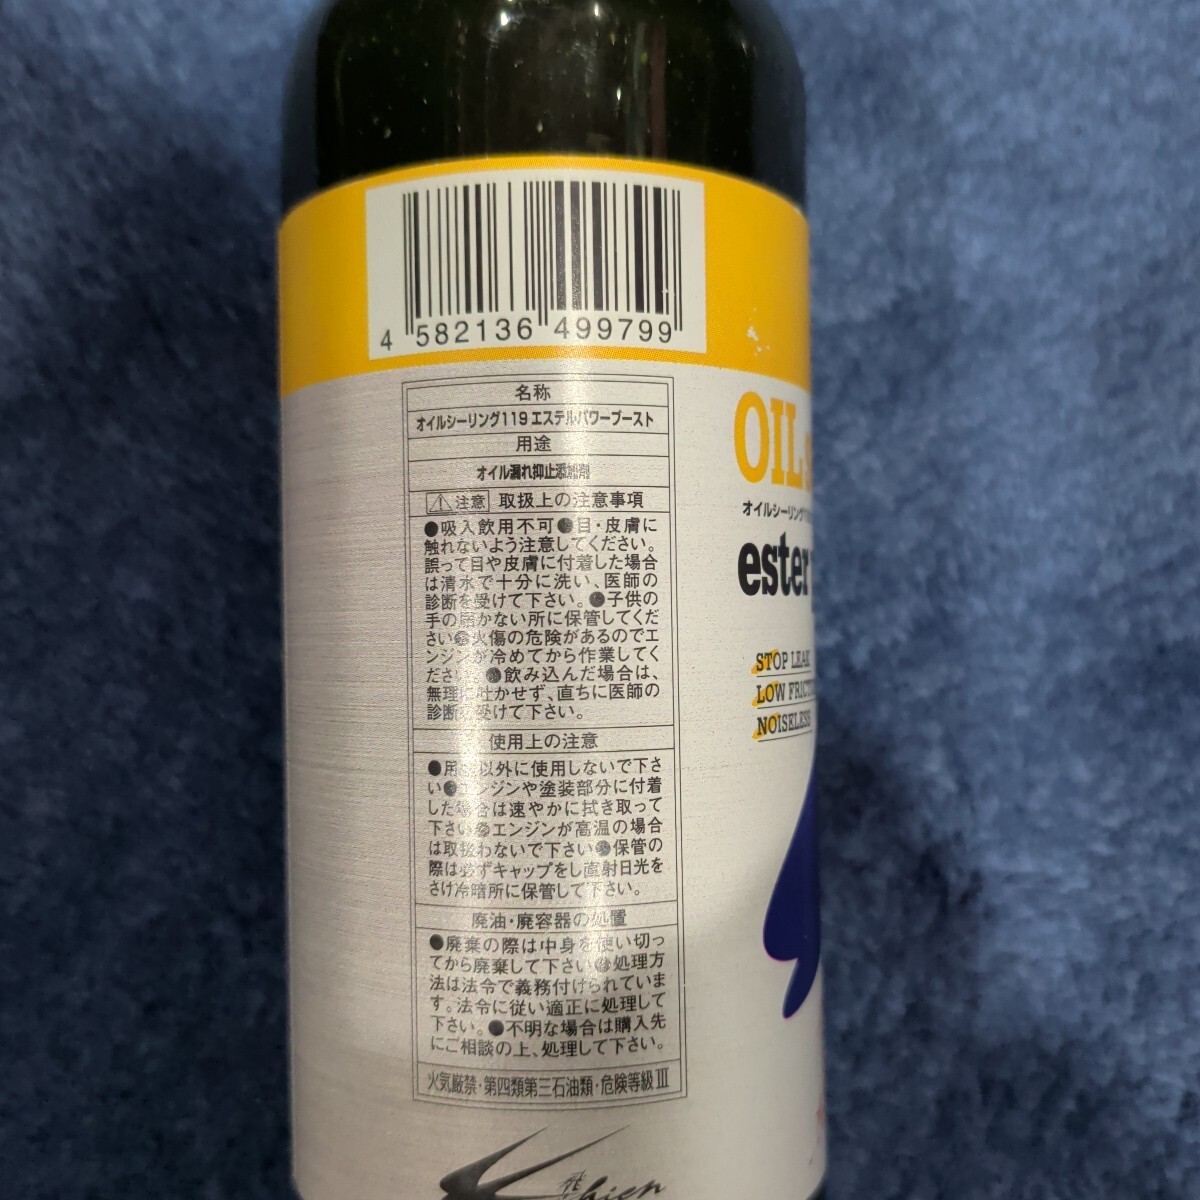 4 582136 499799
名称
オイルシーリング119 エステルパワーブースト
用途
オイル漏れ抑止添加剤
注意 取扱上の注意事項
●吸入飲用不可●目・皮膚に
触れないよう注意してください。
誤って目や皮膚に付着した場合
は清水で十分に洗い、医師の
診断を受けて下さい。●子供の
手の届かない所に保管してくだ
さい●火傷の危険があるのでエ
ンジンが冷めてから作業してく
ださい。●飲み込んだ場合は、
無理に吐かせず、直ちに医師の
診断を受けて下さい。
使用上の注意
●用途以外に使用しないで下さ
い●エンジンや塗装部分に付着
した場合は速やかに拭き取って
下さい●エンジンが高温の場合
は取扱わないで下さい●保管の
際は必ずキャップをし直射日光を
さけ冷暗所に保管して下さい。
廃油・廃容器の処置
●廃棄の際は中身を使い切っ
てから廃棄して下さい●処理方
法は法令で義務付けられていま
す。法令に従い適正に処理して
下さい。●不明な場合は購入先
にご相談の上、処理して下さい。
火気厳禁・第四類第三石油類・危険等級Ⅲ
OIL
オイルシーリング
ester
STOP LEAK
LOW FRICTI
NOISELESS